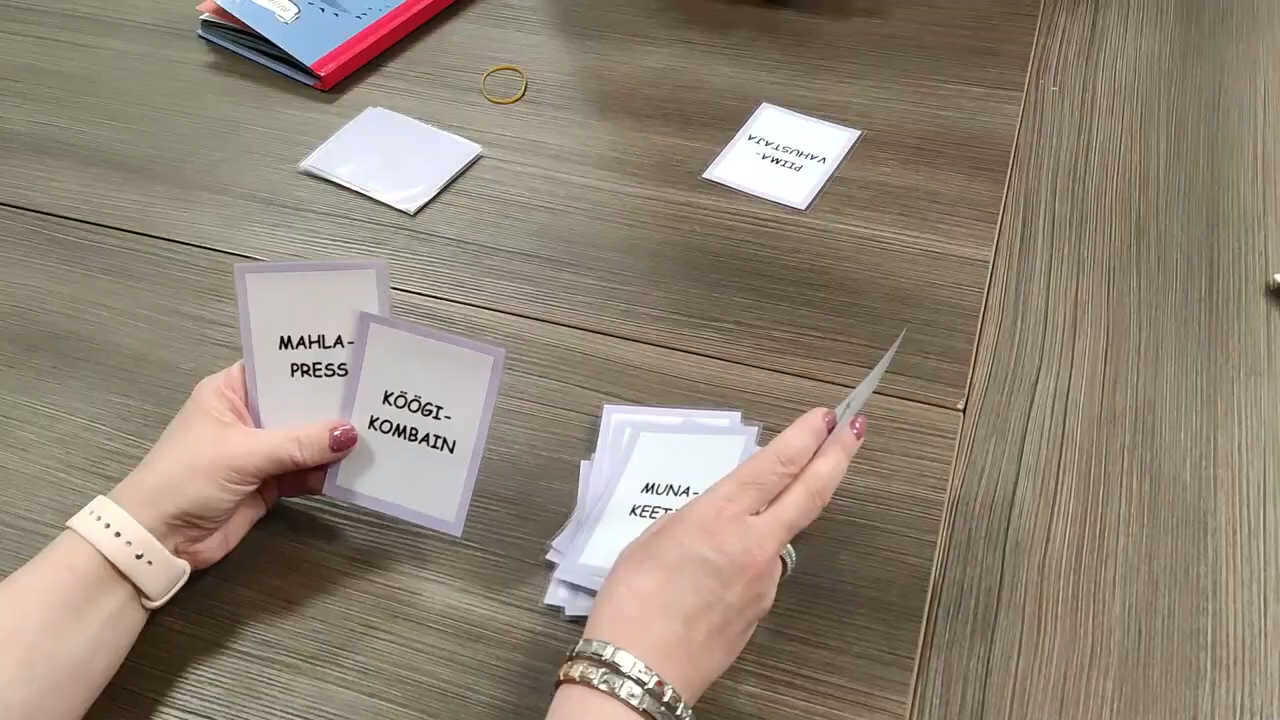 PIIMA-
VAHUSTAJA
MAHLA-
PRESS
KÖÖGI-
KOMBAIN
MUNA-